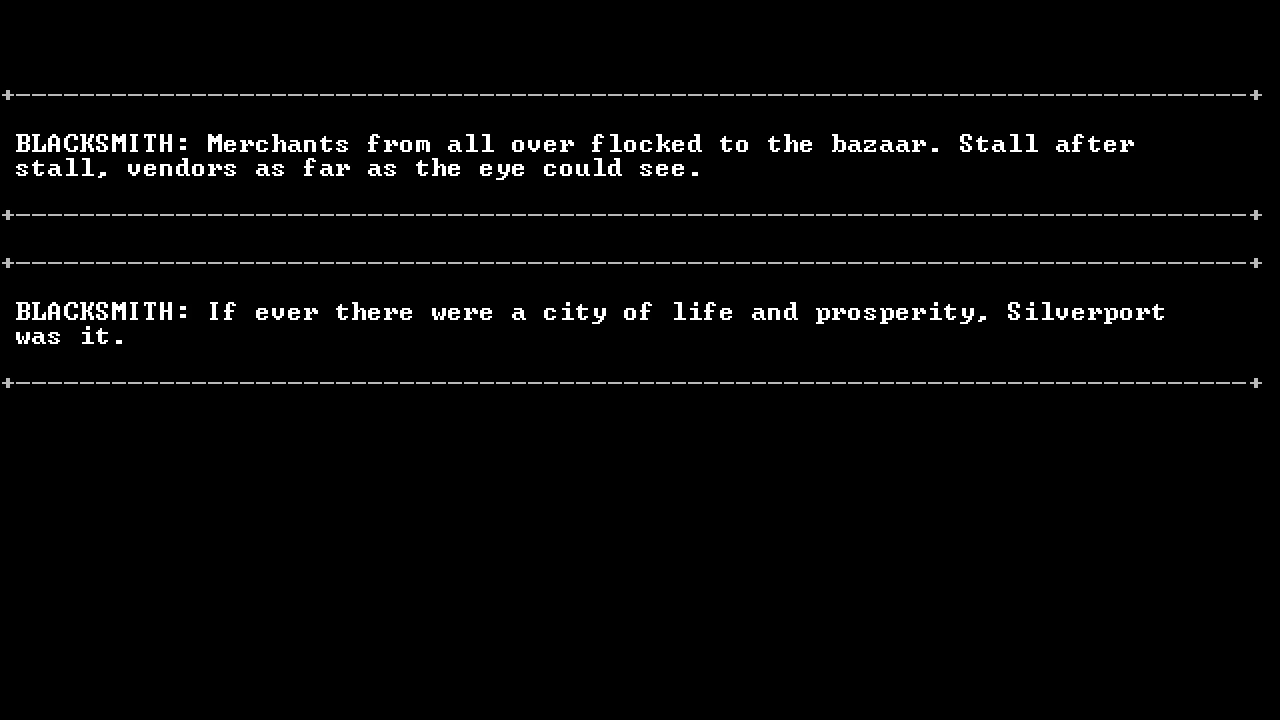 BLACKSMITH: Merchants from all over flocked to the bazaar. Stall after
stall, vendors as far as the eye could see.
BLACKSMITH: If ever there were a city of life and prosperity, Silverport
was it.